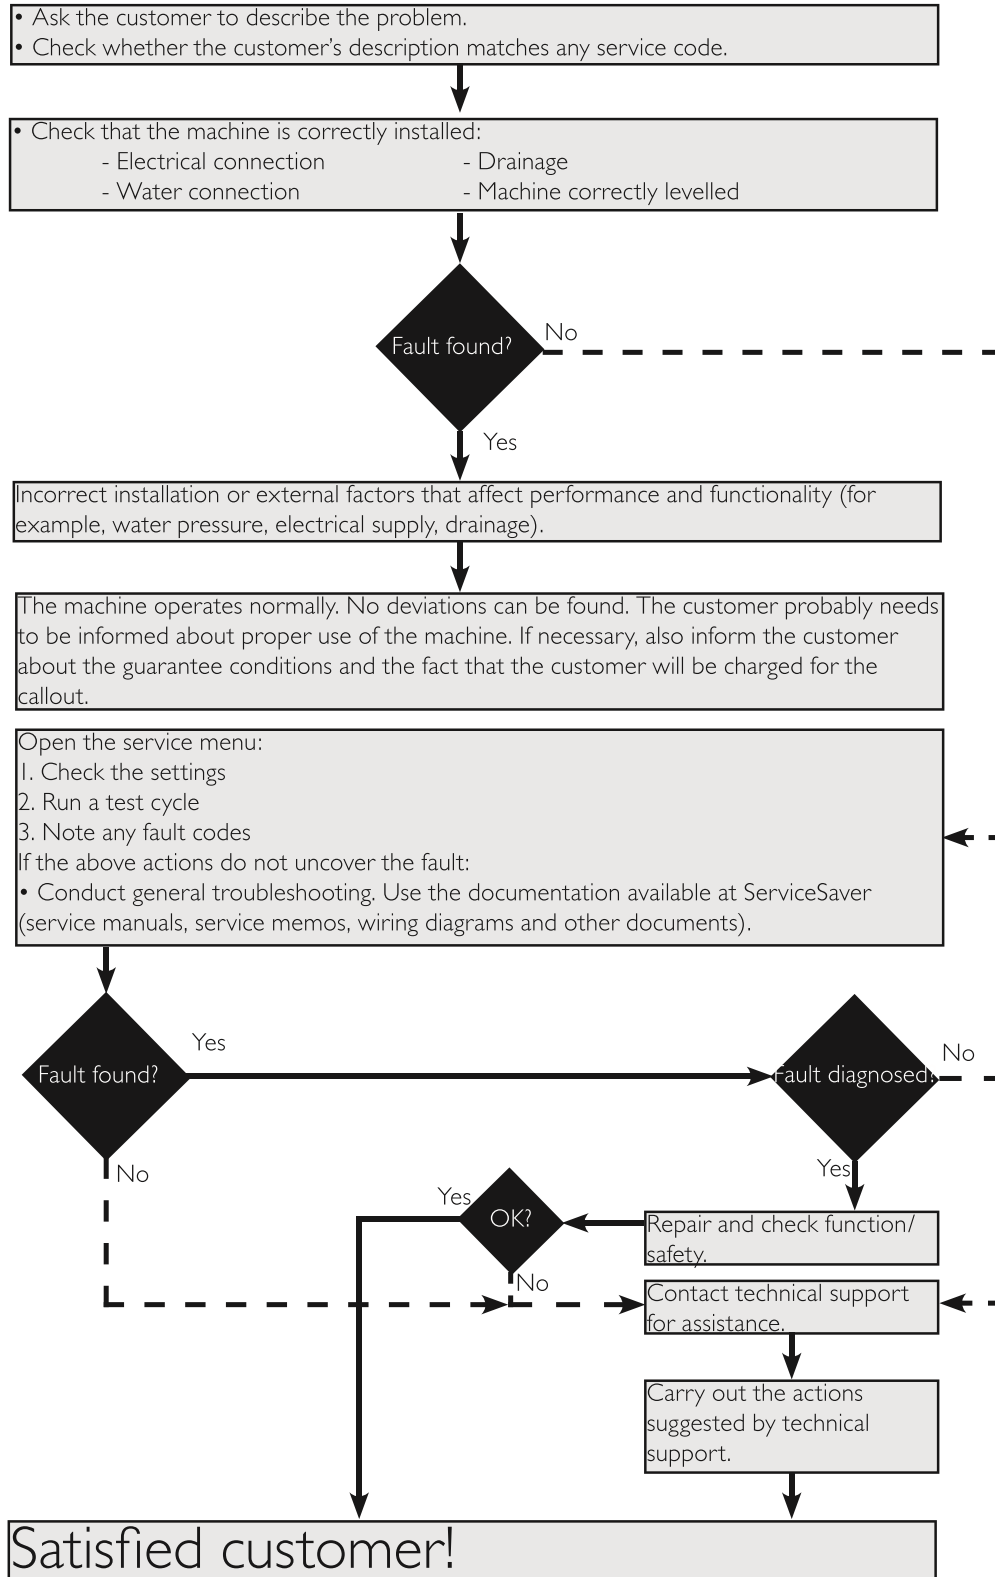 • Ask the customer to describe the problem.
• Check whether the customer’s description matches any service code.
• Check that the machine is correctly installed:
- Electrical connection - Drainage
- Water connection - Machine correctly levelled
Fault found?
No
Yes
Incorrect installation or external factors that affect performance and functionality (for
example, water pressure, electrical supply, drainage).
The machine operates normally. No deviations can be found. The customer probably needs
to be informed about proper use of the machine. If necessary, also inform the customer
about the guarantee conditions and the fact that the customer will be charged for the
callout.
Open the service menu:
1. Check the settings
2. Run a test cycle
3. Note any fault codes
If the above actions do not uncover the fault:
• Conduct general troubleshooting. Use the documentation available at ServiceSaver
(service manuals, service memos, wiring diagrams and other documents).
Fault found?
Yes
No
Fault diagnosed?
No
Yes
Repair and check function/
safety.
OK?
Yes
No
Contact technical support
for assistance.
Carry out the actions
suggested by technical
support.
Satisfied customer!